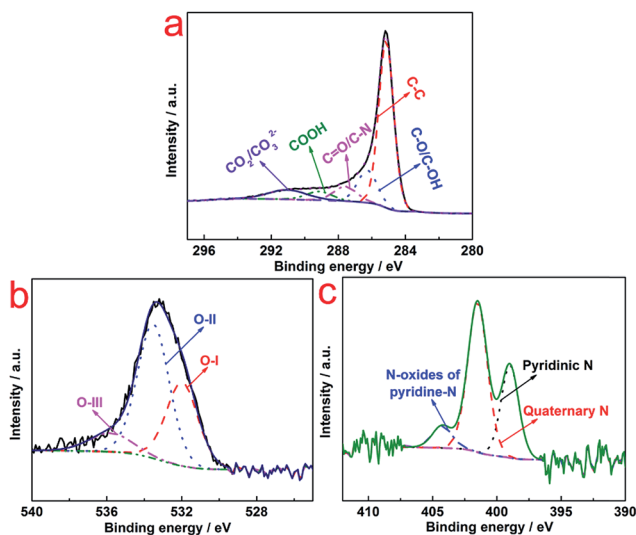 a
Intensity / a.u.
CO2/CO3 2-
COOH
C=O/C-N
C-C
C-O/C-OH
296 292 288 284 280
Binding energy / eV
b
Intensity / a.u.
O-II
O-I
O-III
540 536 532 528
Binding energy / eV
c
Intensity / a.u.
N-oxides of
pyridine-N
Pyridinic N
Quaternary N
410 405 400 395 390
Binding energy / eV